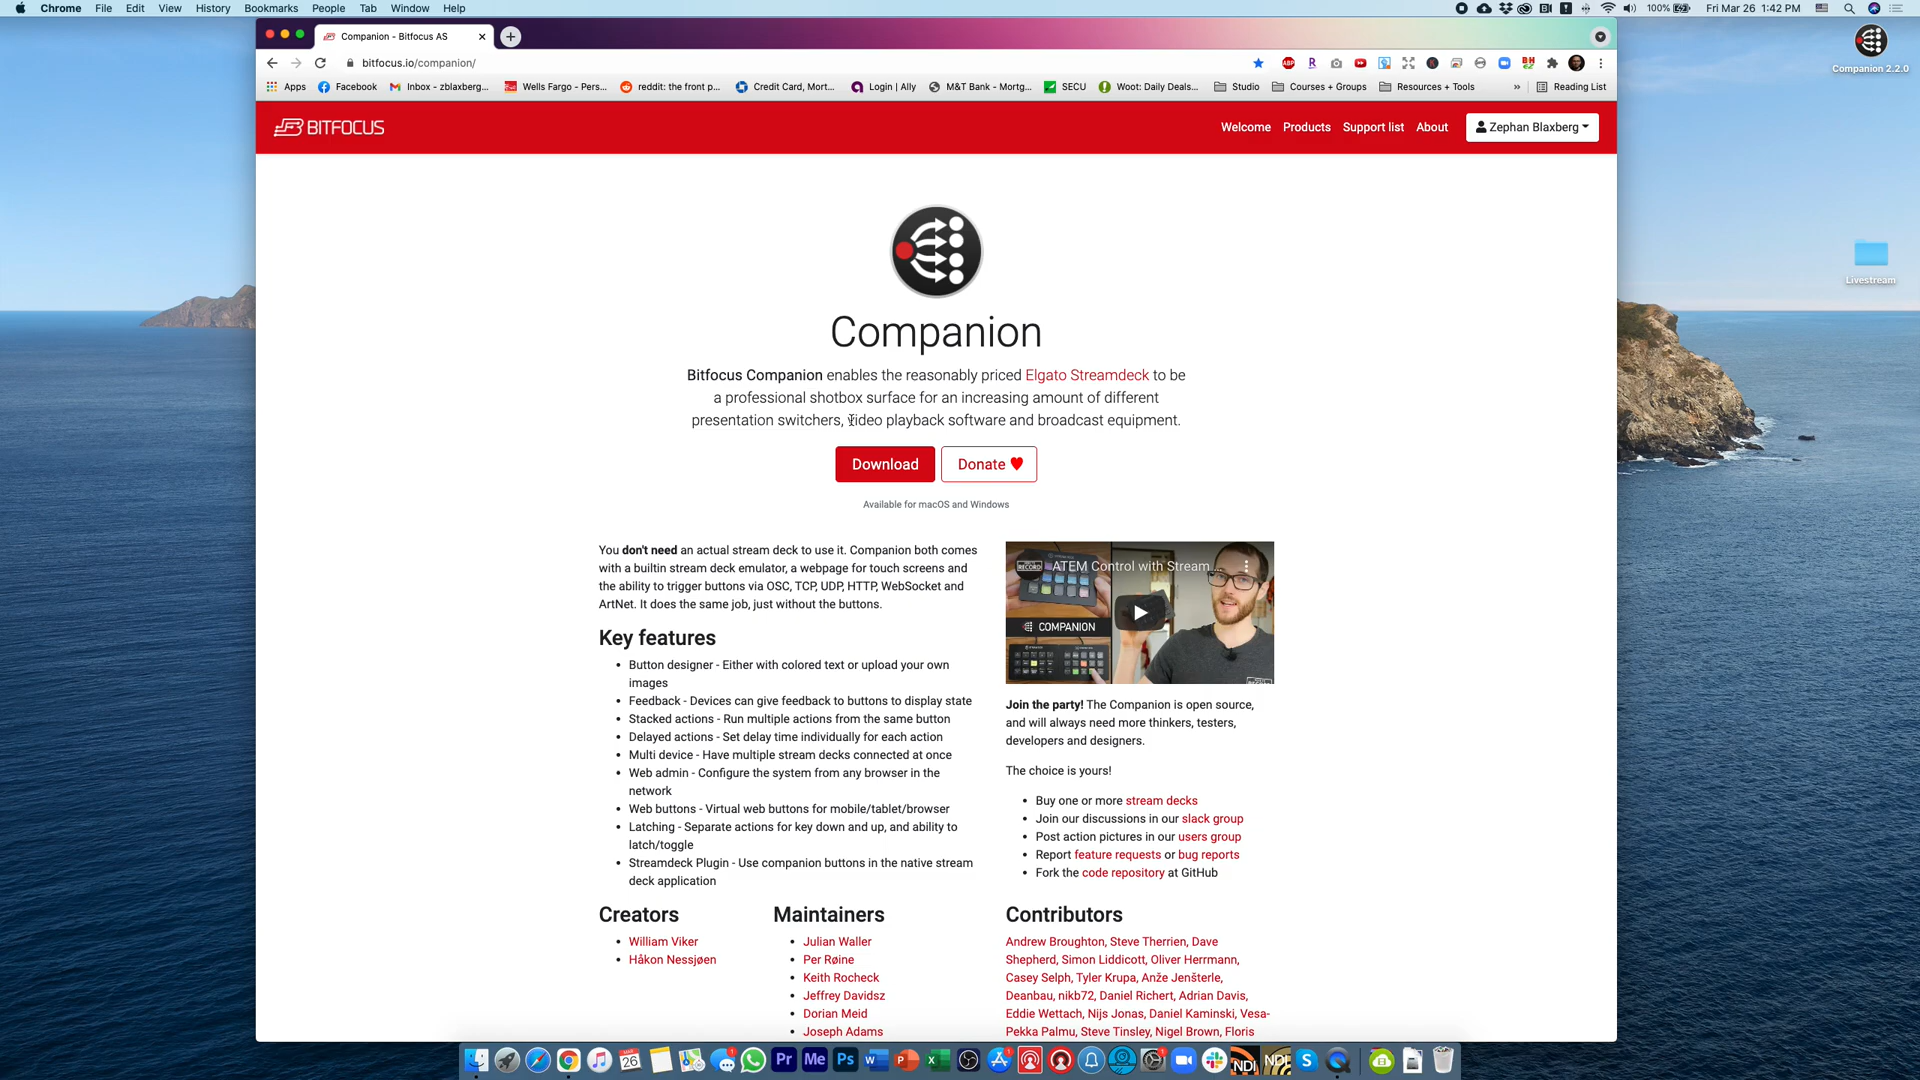 Chrome File Edit View History Bookmarks People Tab Window Help
100% Fri Mar 26 1:42 PM
Companion - Bitfocus AS
bitfocus.io/companion/
Apps Facebook Inbox - zblaxberg... Wells Fargo - Pers... reddit: the front p... Credit Card, Mort... Login | Ally M&T Bank - Mortg... SECU Woot: Daily Deals... Studio Courses + Groups Resources + Tools » Reading List
Companion 2.2.0
BITFOCUS
Welcome Products Support list About Zephan Blaxberg
Livestream
Companion
Bitfocus Companion enables the reasonably priced Elgato Streamdeck to be
a professional shotbox surface for an increasing amount of different
presentation switchers, video playback software and broadcast equipment.
Download Donate
Available for macOS and Windows
You don't need an actual stream deck to use it. Companion both comes
with a builtin stream deck emulator, a webpage for touch screens and
the ability to trigger buttons via OSC, TCP, UDP, HTTP, WebSocket and
ArtNet. It does the same job, just without the buttons.
Key features
• Button designer - Either with colored text or upload your own
images
• Feedback - Devices can give feedback to buttons to display state
• Stacked actions - Run multiple actions from the same button
• Delayed actions - Set delay time individually for each action
• Multi device - Have multiple stream decks connected at once
• Web admin - Configure the system from any browser in the
network
• Web buttons - Virtual web buttons for mobile/tablet/browser
• Latching - Separate actions for key down and up, and ability to
latch/toggle
• Streamdeck Plugin - Use companion buttons in the native stream
deck application
ATEM Control with Stream...
COMPANION
Join the party! The Companion is open source,
and will always need more thinkers, testers,
developers and designers.
The choice is yours!
• Buy one or more stream decks
• Join our discussions in our slack group
• Post action pictures in our users group
• Report feature requests or bug reports
• Fork the code repository at GitHub
Creators
• William Viker
• Håkon Nessjøen
Maintainers
• Julian Waller
• Per Røine
• Keith Rocheck
• Jeffrey Davidsz
• Dorian Meid
• Joseph Adams
Contributors
Andrew Broughton, Steve Therrien, Dave
Shepherd, Simon Liddicott, Oliver Herrmann,
Casey Selph, Tyler Krupa, Anže Jenšterle,
Deanbau, nikb72, Daniel Richert, Adrian Davis,
Eddie Wettach, Nijs Jonas, Daniel Kaminski, Vesa-
Pekka Palmu, Steve Tinsley, Nigel Brown, Floris
MAR 26 Pr Me Ps NDI NDI